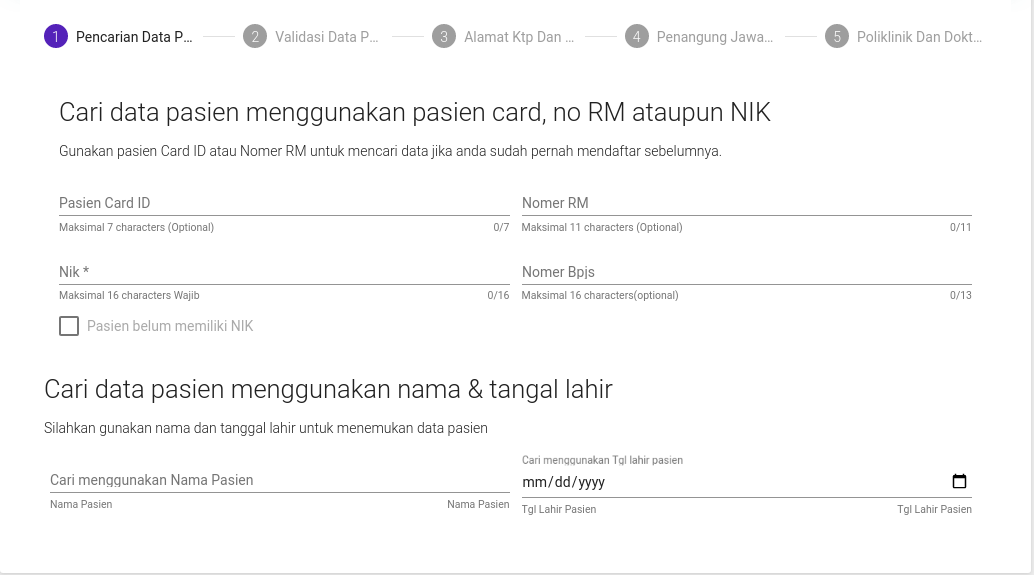 1 Pencarian Data P... 2 Validasi Data P... 3 Alamat Ktp Dan ... 4 Penangung Jawa... 5 Poliklinik Dan Dokt...
Cari data pasien menggunakan pasien card, no RM ataupun NIK
Gunakan pasien Card ID atau Nomer RM untuk mencari data jika anda sudah pernah mendaftar sebelumnya.
Pasien Card ID Nomer RM
Maksimal 7 characters (Optional) 0/7 Maksimal 11 characters (Optional) 0/11
Nik * Nomer Bpjs
Maksimal 16 characters Wajib 0/16 Maksimal 16 characters(optional) 0/13
Pasien belum memiliki NIK
Cari data pasien menggunakan nama & tangal lahir
Silahkan gunakan nama dan tanggal lahir untuk menemukan data pasien
Cari menggunakan Tgl lahir pasien
Cari menggunakan Nama Pasien mm/dd/yyyy
Nama Pasien Nama Pasien Tgl Lahir Pasien Tgl Lahir Pasien